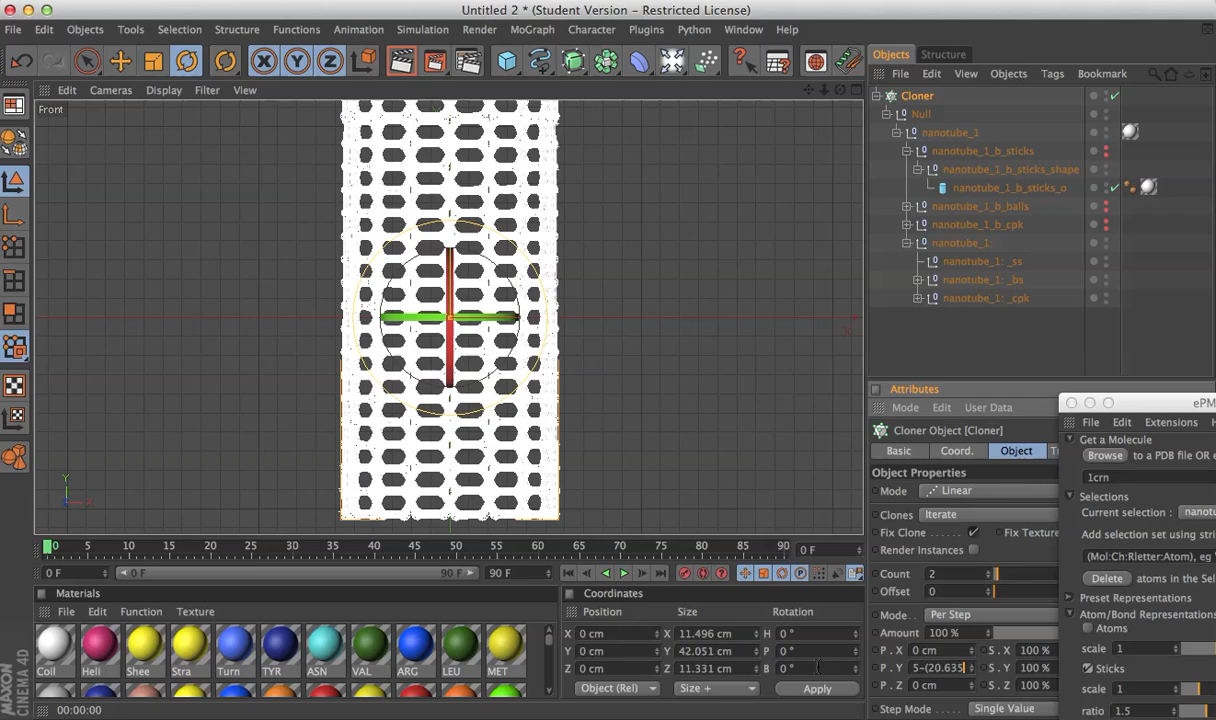 Untitled 2 * (Student Version - Restricted License)
File Edit Objects Tools Selection Structure Functions Animation Simulation Render MoGraph Character Plugins Python Window Help
X Y Z
Objects Structure
File Edit View Objects Tags Bookmark
Edit Cameras Display Filter View
Front
Cloner
Null
nanotube_1
nanotube_1_b_sticks
nanotube_1_b_sticks_shape
nanotube_1_b_sticks_o
nanotube_1_b_balls
nanotube_1_b_cpk
nanotube_1:
nanotube_1: _ss
nanotube_1: _bs
nanotube_1: _cpk
Y X
Attributes
Mode Edit User Data
Cloner Object [Cloner]
Basic Coord. Object
Object Properties
Mode Linear
Clones Iterate
Fix Clone Fix Texture
Render Instances
Count 2
Offset 0
Mode Per Step
Amount 100 %
P . X 0 cm S . X 100 %
P . Y 5-(20.635 S . Y 100 %
P . Z 0 cm S . Z 100 %
Step Mode Single Value
ePM
File Edit Extensions
Get a Molecule
Browse to a PDB file OR
1crn
Selections
Current selection: nanotu
Add selection set using stri
(Mol:Ch:Rletter:Atom), eg
Delete atoms in the Sel
Preset Representations
Atom/Bond Representations
Atoms
scale 1
Sticks
scale 1
ratio 1.5
0 5 10 15 20 25 30 35 40 45 50 55 60 65 70 75 80 85 90 0 F
0 F 0 F 90 F 90 F
Materials
File Edit Function Texture
Coil Heli Shee Stra Turn TYR ASN LEU ARG LEU MET
Coordinates
Position Size Rotation
X 0 cm X 11.496 cm H 0 °
Y 0 cm Y 42.051 cm P 0 °
Z 0 cm Z 11.331 cm B 0 °
Object (Rel) Size + Apply
MAXON
CINEMA 4D
00:00:00